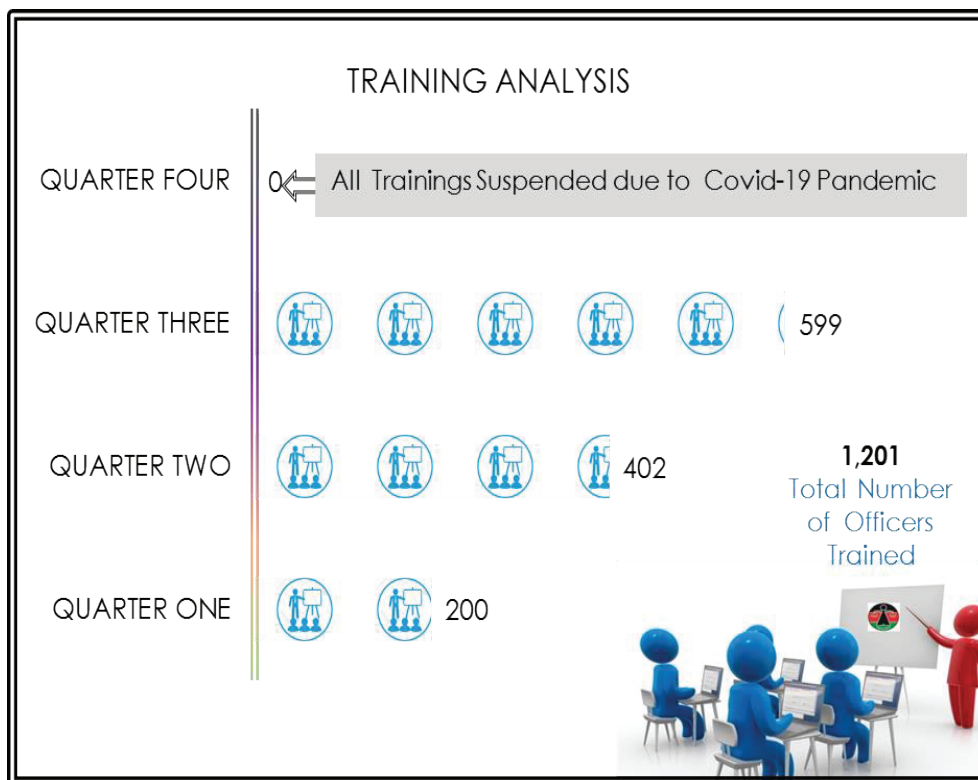 TRAINING ANALYSIS
QUARTER FOUR
0
All Trainings Suspended due to Covid-19 Pandemic
QUARTER THREE
599
QUARTER TWO
402
1,201
Total Number
of Officers
Trained
QUARTER ONE
200